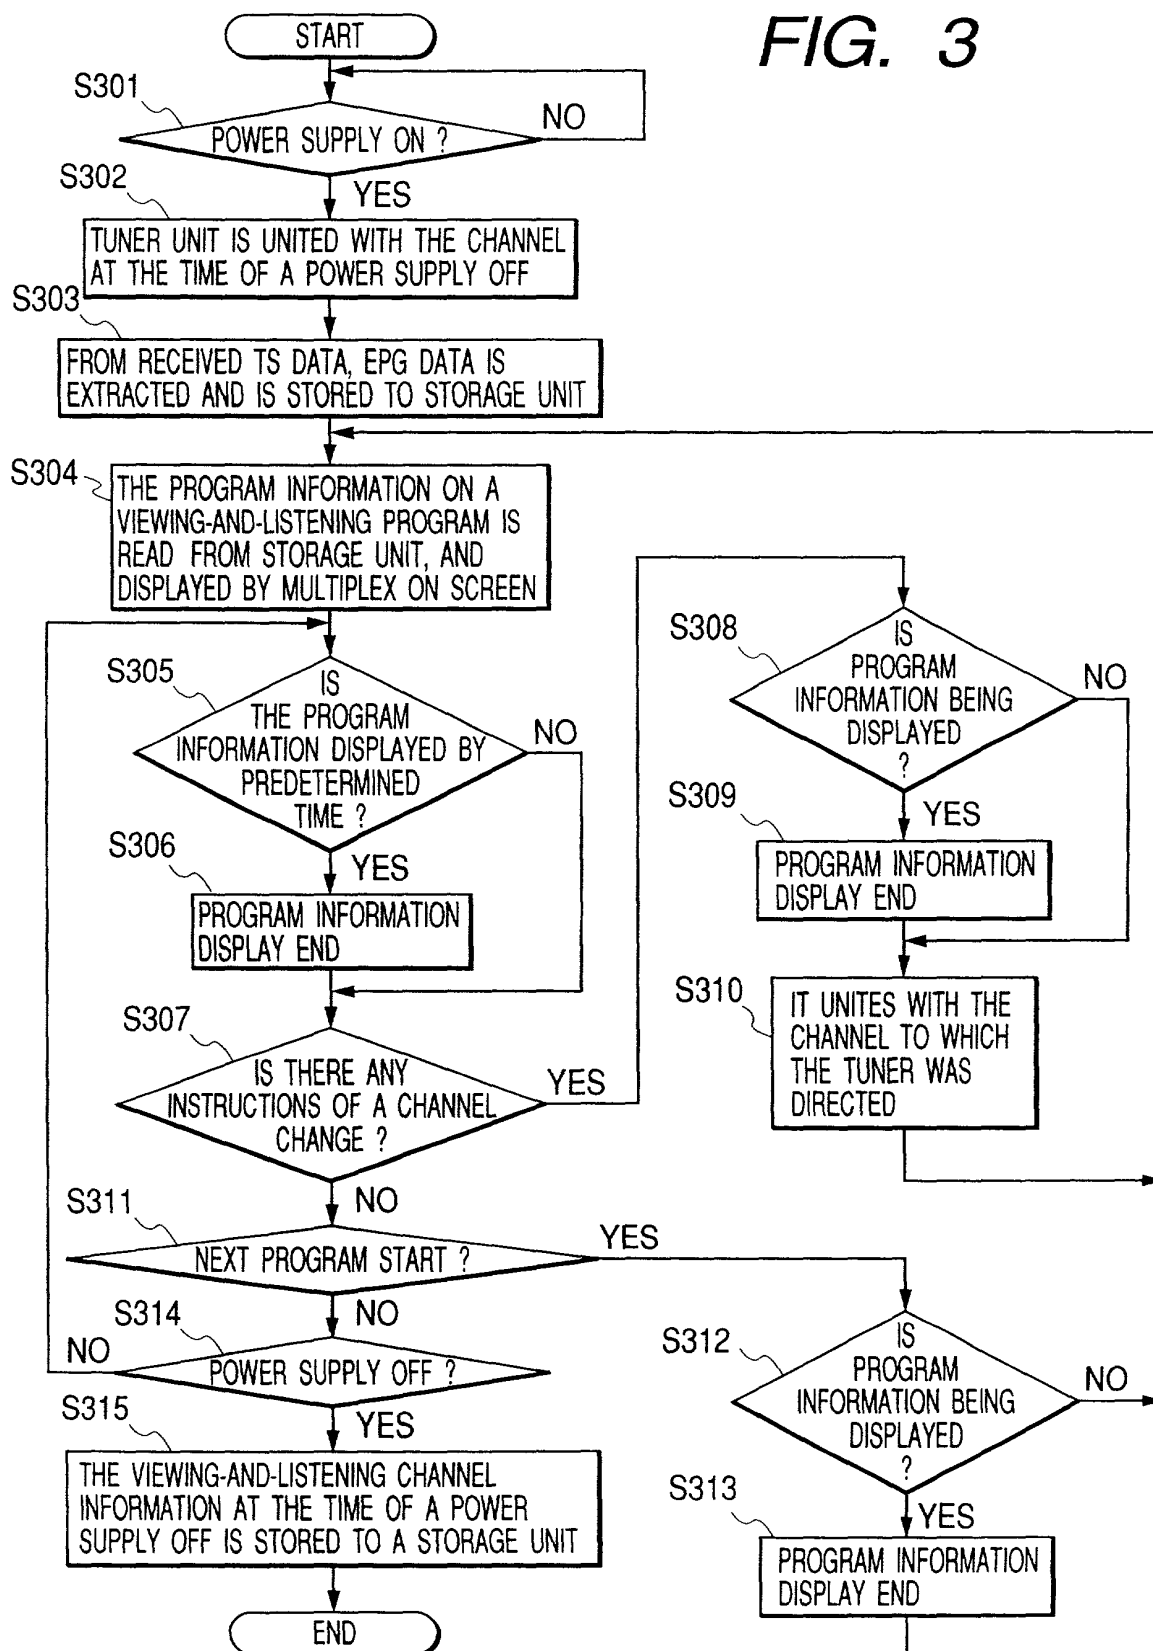 FIG. 3
START
S301
POWER SUPPLY ON ?
NO
YES
S302
TUNER UNIT IS UNITED WITH THE CHANNEL
AT THE TIME OF A POWER SUPPLY OFF
S303
FROM RECEIVED TS DATA, EPG DATA IS
EXTRACTED AND IS STORED TO STORAGE UNIT
S304
THE PROGRAM INFORMATION ON A
VIEWING-AND-LISTENING PROGRAM IS
READ FROM STORAGE UNIT, AND
DISPLAYED BY MULTIPLEX ON SCREEN
S305
IS
THE PROGRAM
INFORMATION DISPLAYED BY
PREDETERMINED
TIME ?
NO
YES
S306
PROGRAM INFORMATION
DISPLAY END
S307
IS THERE ANY
INSTRUCTIONS OF A CHANNEL
CHANGE ?
YES
NO
S308
IS
PROGRAM
INFORMATION BEING
DISPLAYED
?
NO
YES
S309
PROGRAM INFORMATION
DISPLAY END
S310
IT UNITES WITH THE
CHANNEL TO WHICH
THE TUNER WAS
DIRECTED
S311
NEXT PROGRAM START ?
YES
NO
S312
IS
PROGRAM
INFORMATION BEING
DISPLAYED
?
NO
YES
S313
PROGRAM INFORMATION
DISPLAY END
S314
POWER SUPPLY OFF ?
NO
YES
S315
THE VIEWING-AND-LISTENING CHANNEL
INFORMATION AT THE TIME OF A POWER
SUPPLY OFF IS STORED TO A STORAGE UNIT
END